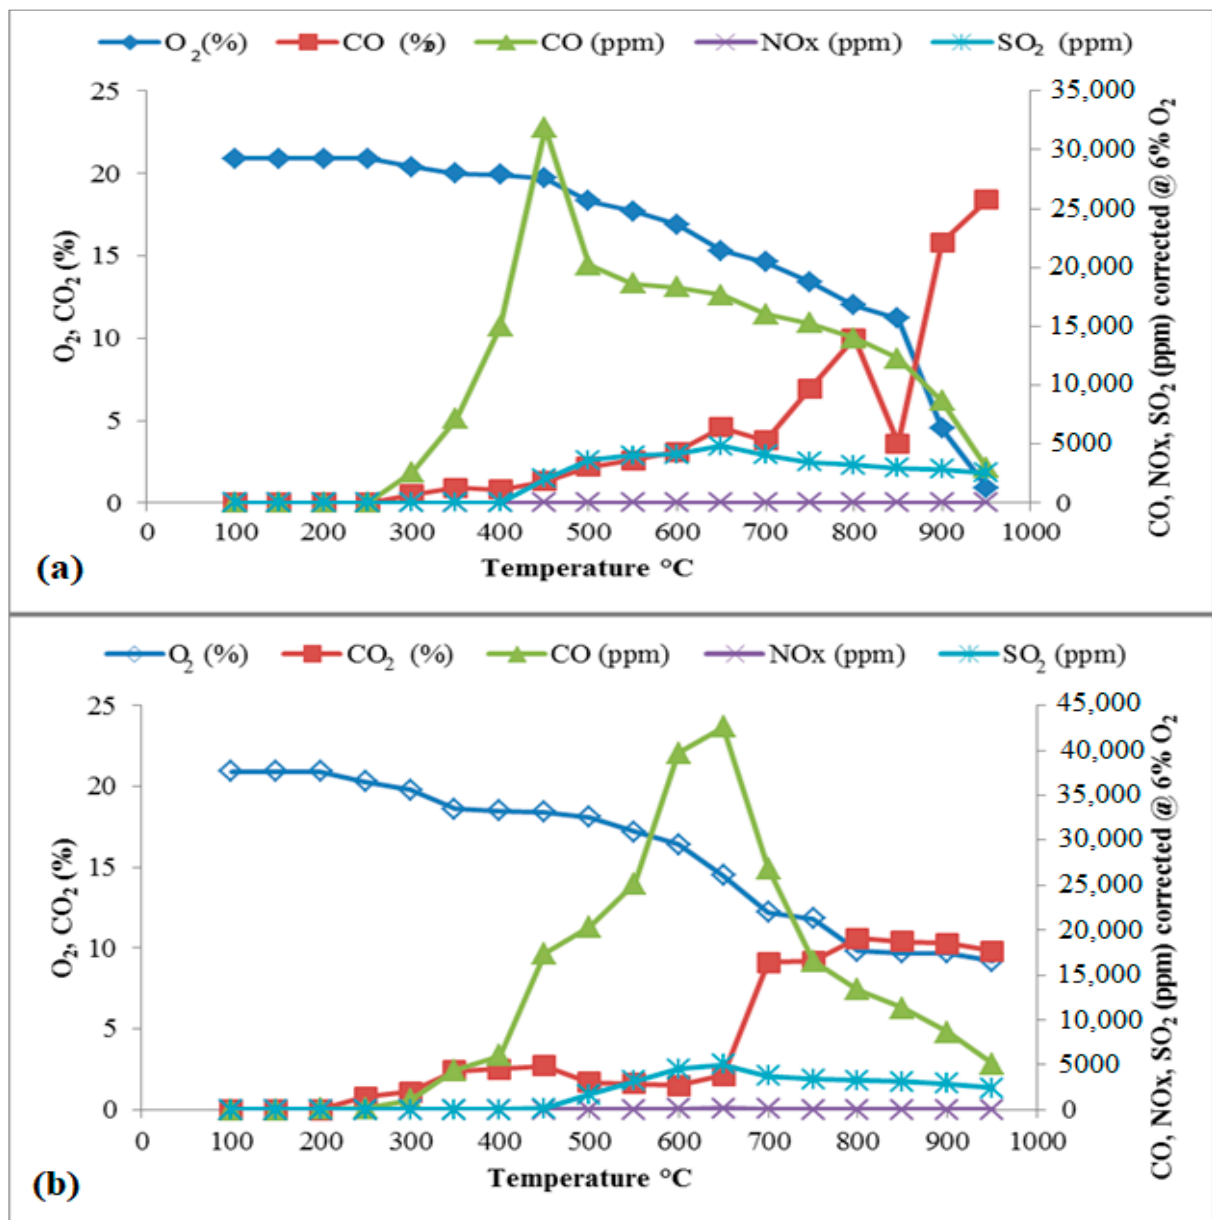 O₂(%) CO (%) CO (ppm) NOx (ppm) SO₂ (ppm)
25 35,000
30,000
20
25,000
15 20,000
10 15,000
10,000
5
5000
0 0
0 100 200 300 400 500 600 700 800 900 1000
O₂, CO₂ (%)
CO, NOx, SO₂ (ppm) corrected @ 6% O₂
Temperature °C
(a)
O₂ (%) CO₂ (%) CO (ppm) NOx (ppm) SO₂ (ppm)
25 45,000
40,000
20 35,000
30,000
15
25,000
10 20,000
15,000
5 10,000
5000
0 0
0 100 200 300 400 500 600 700 800 900 1000
O₂, CO₂ (%)
CO, NOx, SO₂ (ppm) corrected @ 6% O₂
Temperature °C
(b)